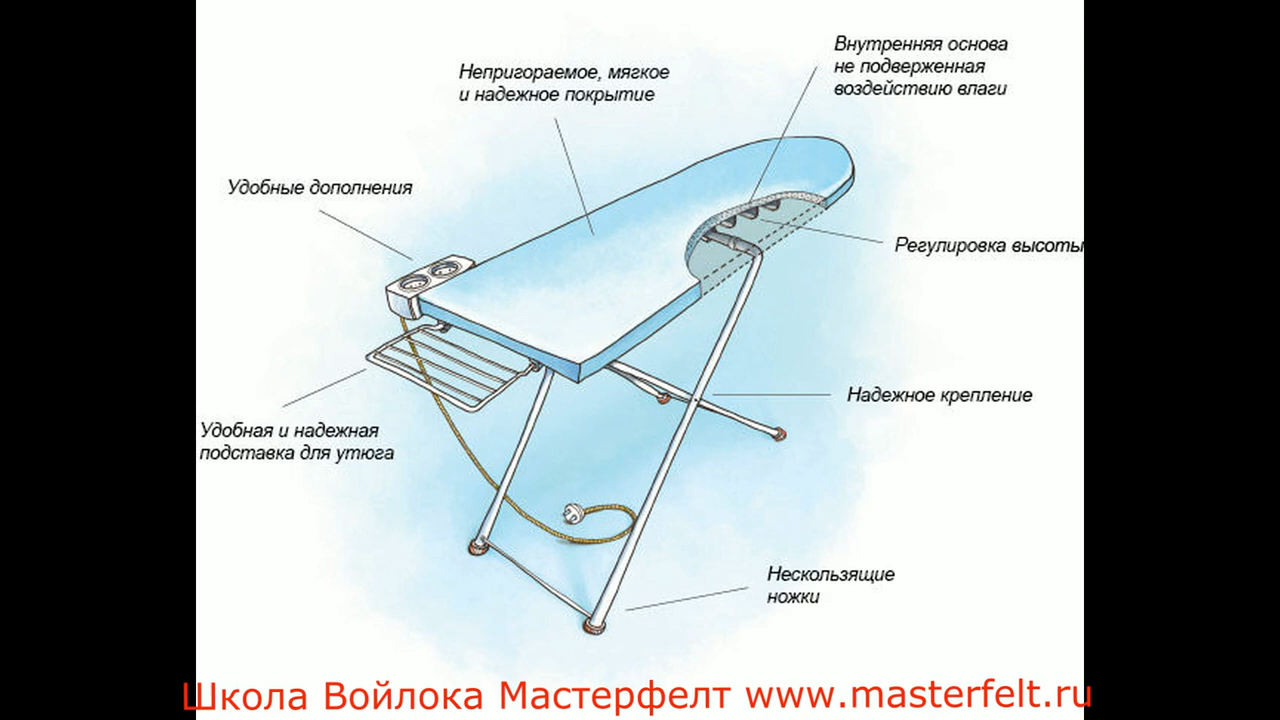 Внутренняя основа
не подверженная
воздействию влаги
Непригораемое, мягкое
и надежное покрытие
Удобные дополнения
Регулировка высоты
Надежное крепление
Удобная и надежная
подставка для утюга
Нескользящие
ножки
Школа Войлока Мастерфелт www.masterfelt.ru